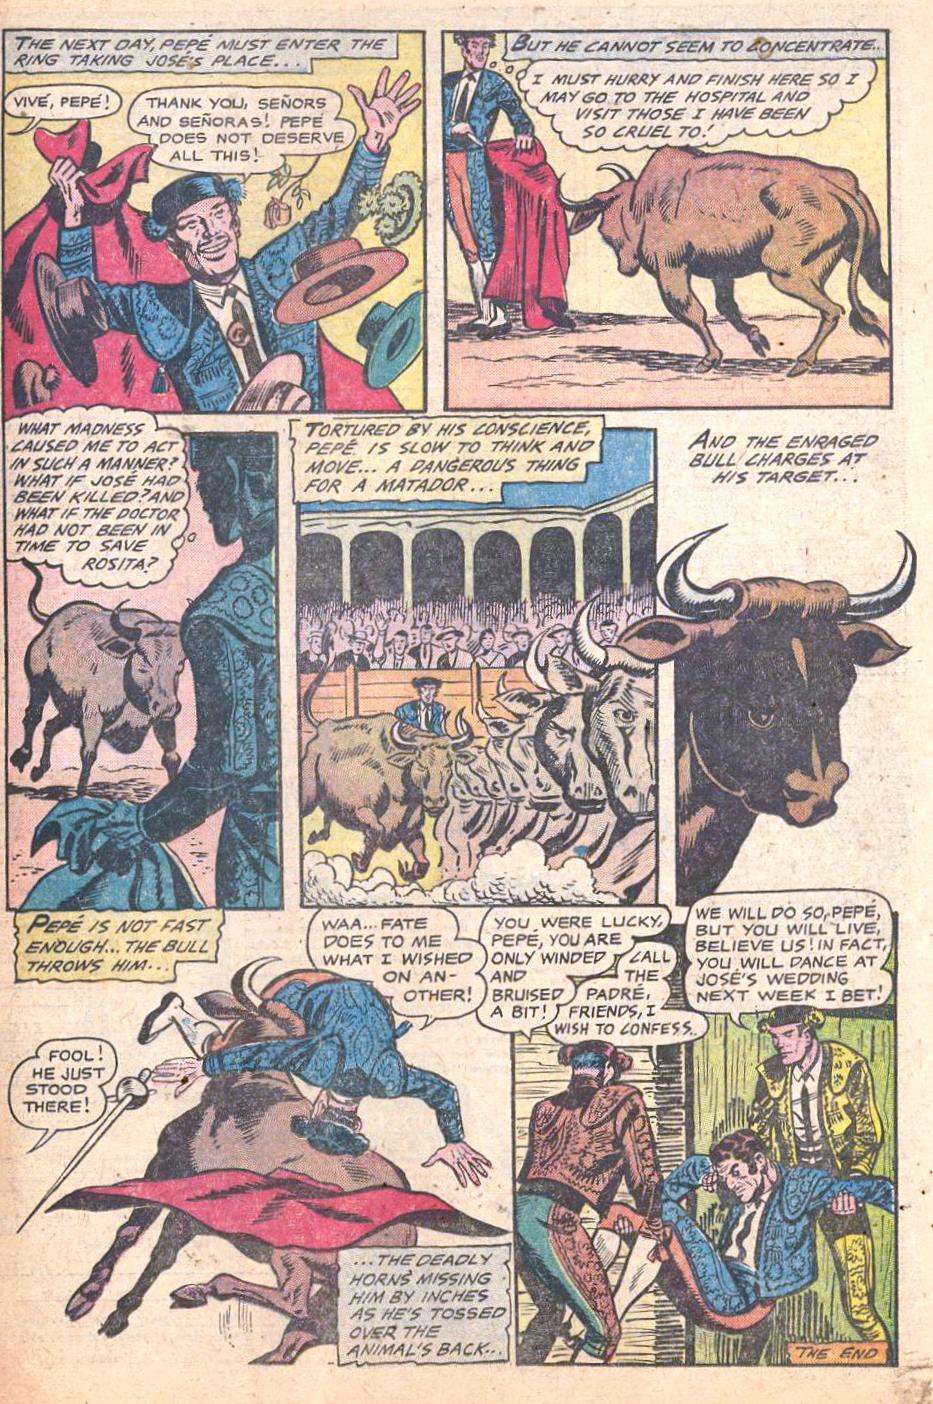 THE NEXT DAY, PEPÉ MUST ENTER THE
RING TAKING JOSÉ'S PLACE...
VIVÉ, PEPÉ!
THANK YOU, SEÑORS
AND SEÑORAS! PEPÉ
DOES NOT DESERVE
ALL THIS!
BUT HE CANNOT SEEM TO CONCENTRATE..
I MUST HURRY AND FINISH HERE SO I
MAY GO TO THE HOSPITAL AND
VISIT THOSE I HAVE BEEN
SO CRUEL TO!
WHAT MADNESS
CAUSED ME TO ACT
IN SUCH A MANNER?
WHAT IF JOSÉ HAD
BEEN KILLED? AND
WHAT IF THE DOCTOR
HAD NOT BEEN IN
TIME TO SAVE
ROSITA?
TORTURED BY HIS CONSCIENCE,
PEPÉ IS SLOW TO THINK AND
MOVE... A DANGEROUS THING
FOR A MATADOR...
AND THE ENRAGED
BULL CHARGES AT
HIS TARGET...
PEPÉ IS NOT FAST
ENOUGH... THE BULL
THROWS HIM...
FOOL!
HE JUST
STOOD
THERE!
WAA... FATE
DOES TO ME
WHAT I WISHED
ON AN-
OTHER!
...THE DEADLY
HORNS MISSING
HIM BY INCHES
AS HE'S TOSSED
OVER THE
ANIMAL'S BACK...
YOU WERE LUCKY,
PEPÉ, YOU ARE
ONLY WINDED
AND
BRUISED
A BIT!
CALL
THE
PADRÉ,
FRIENDS, I
WISH TO CONFESS..
WE WILL DO SO, PEPÉ,
BUT YOU WILL LIVE,
BELIEVE US! IN FACT,
YOU WILL DANCE AT
JOSÉ'S WEDDING
NEXT WEEK I BET!
THE END